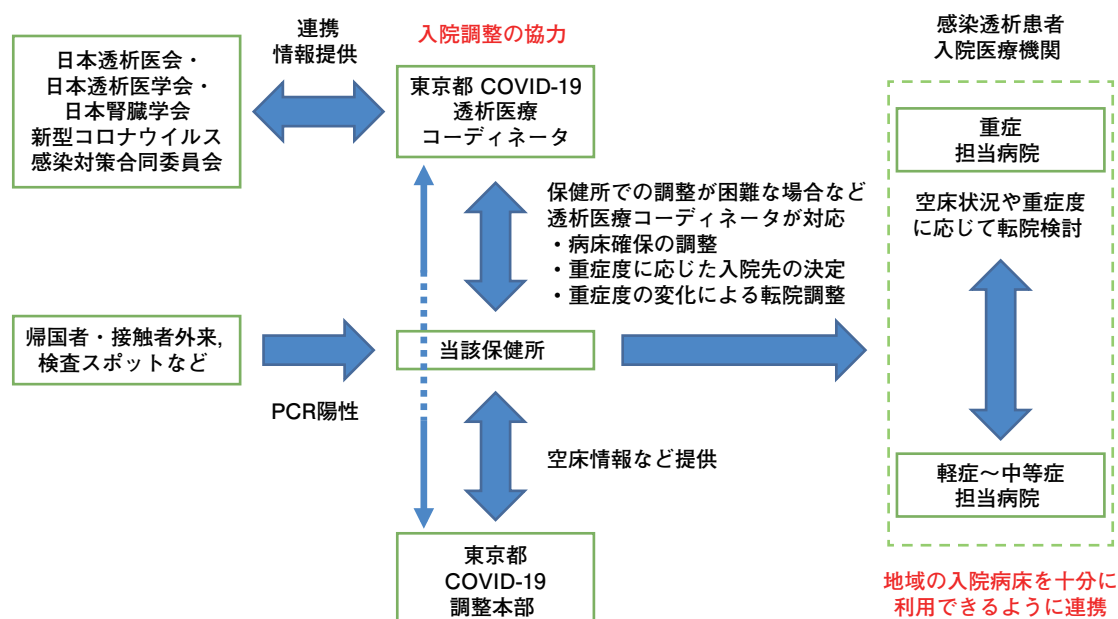 連携
情報提供
日本透析医会・
日本透析医学会・
日本腎臓学会
新型コロナウイルス
感染対策合同委員会
入院調整の協力
東京都 COVID-19
透析医療
コーディネータ
感染透析患者
入院医療機関
重症
担当病院
空床状況や重症度
に応じて転院検討
保健所での調整が困難な場合など
透析医療コーディネータが対応
・病床確保の調整
・重症度に応じた入院先の決定
・重症度の変化による転院調整
帰国者・接触者外来,
検査スポットなど
PCR陽性
当該保健所
空床情報など提供
軽症～中等症
担当病院
東京都
COVID-19
調整本部
地域の入院病床を十分に
利用できるように連携